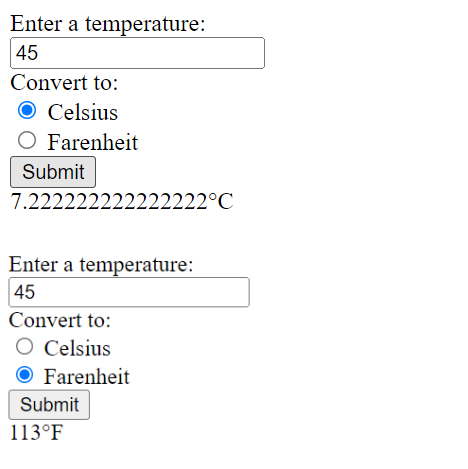 Enter a temperature:
45
Convert to:
Celsius
Farenheit
Submit
7.222222222222222°C
Enter a temperature:
45
Convert to:
Celsius
Farenheit
Submit
113°F